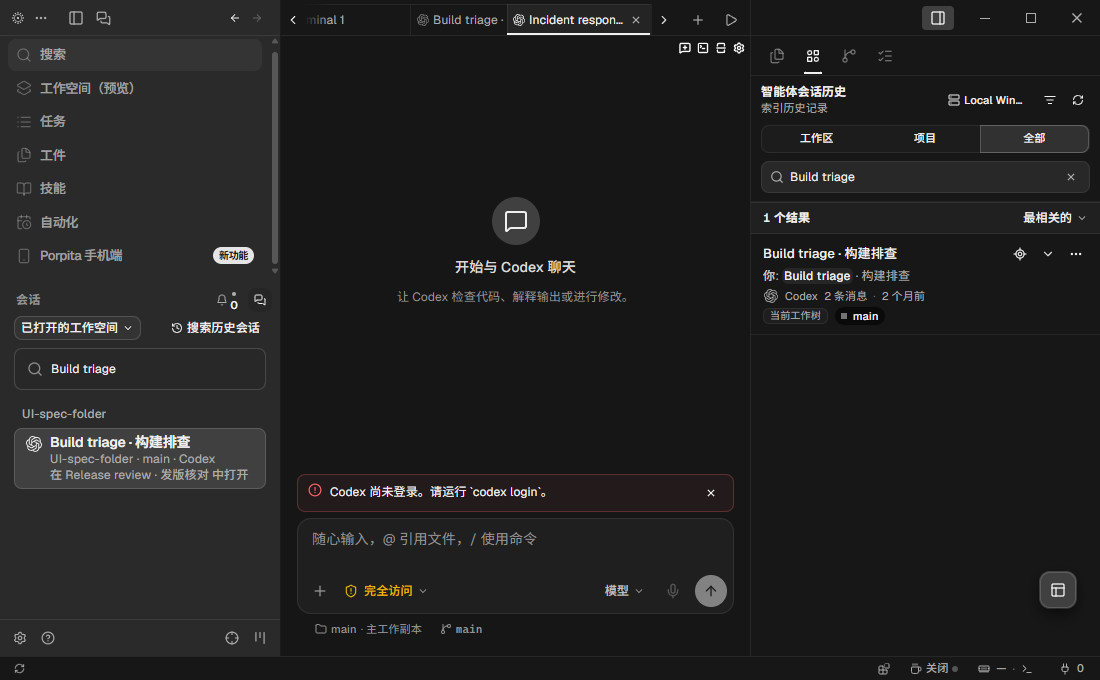 搜索
工作空间（预览）
任务
工件
技能
自动化
Porpita 手机端
新功能
会话
0
已打开的工作空间
搜索历史会话
Build triage
UI-spec-folder
Build triage · 构建排查
UI-spec-folder · main · Codex
在 Release review · 发版核对 中打开
minal 1
Build triage ·
Incident respon...
开始与 Codex 聊天
让 Codex 检查代码、解释输出或进行修改。
Codex 尚未登录。请运行 `codex login`。
随心输入，@ 引用文件，/ 使用命令
完全访问
模型
main · 主工作副本
main
智能体会话历史
索引历史记录
Local Win...
工作区
项目
全部
Build triage
1 个结果
最相关的
Build triage · 构建排查
你: Build triage · 构建排查
Codex 2 条消息 · 2 个月前
当前工作树
main
关闭
0